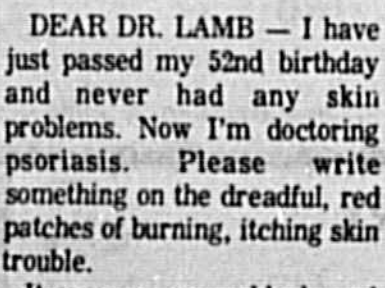 DEAR DR. LAMB — I have
just passed my 52nd birthday
and never had any skin
problems. Now I'm doctoring
psoriasis. Please write
something on the dreadful, red
patches of burning, itching skin
trouble.